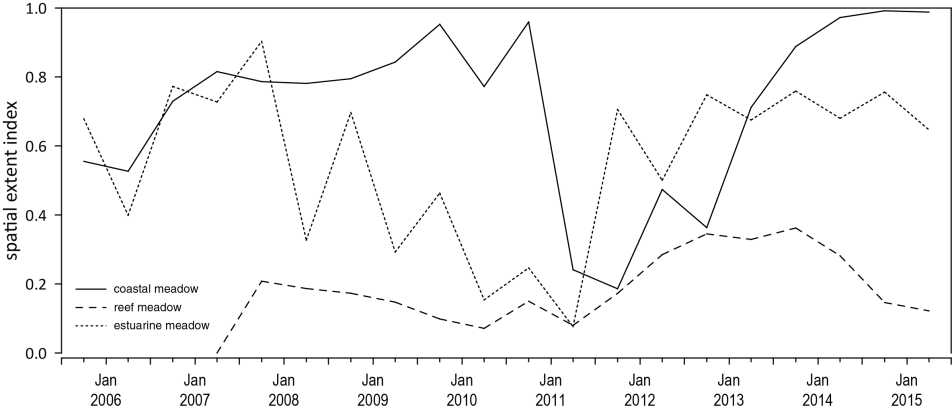 1.0
0.8
0.6
0.4
0.2
0.0
spatial extent index
coastal meadow
reef meadow
estuarine meadow
Jan Jan Jan Jan Jan Jan Jan Jan Jan Jan
2006 2007 2008 2009 2010 2011 2012 2013 2014 2015